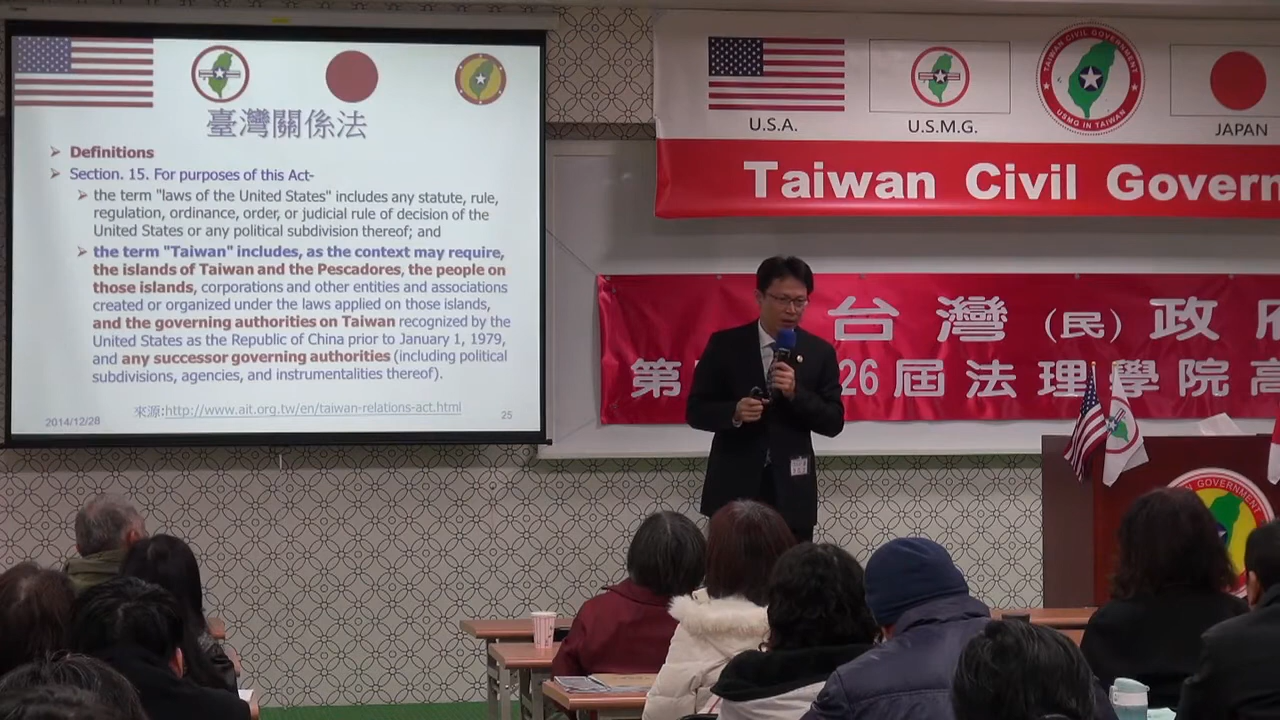 臺灣關係法
Definitions
Section. 15. For purposes of this Act-
the term "laws of the United States" includes any statute, rule,
regulation, ordinance, order, or judicial rule of decision of the
United States or any political subdivision thereof; and
the term "Taiwan" includes, as the context may require,
the islands of Taiwan and the Pescadores, the people on
those islands, corporations and other entities and associations
created or organized under the laws applied on those islands,
and the governing authorities on Taiwan recognized by the
United States as the Republic of China prior to January 1, 1979,
and any successor governing authorities (including political
subdivisions, agencies, and instrumentalities thereof).
來源:http://www.ait.org.tw/en/taiwan-relations-act.html
2014/12/28
25
U.S.A.
U.S.M.G.
TAIWAN CIVIL GOVERNMENT
USMG IN TAIWAN
JAPAN
Taiwan Civil Govern
台灣(民)政府
第 26屆法理學院高
GOVERNMENT